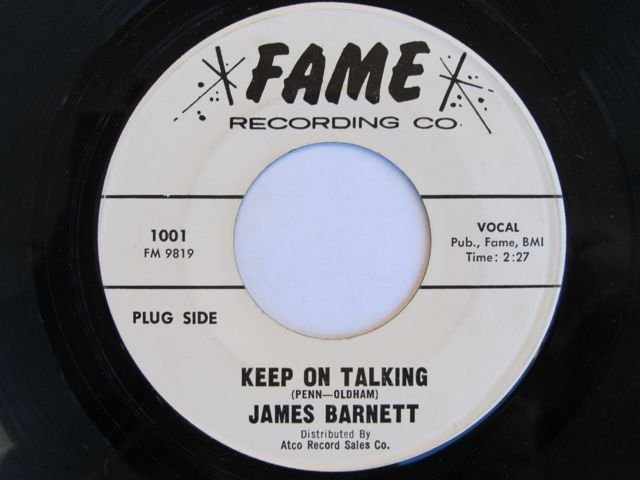 FAME
RECORDING CO.
1001
FM 9819
VOCAL
Pub., Fame, BMI
Time: 2:27
PLUG SIDE
KEEP ON TALKING
(PENN—OLDHAM)
JAMES BARNETT
Distributed By
Atco Record Sales Co.